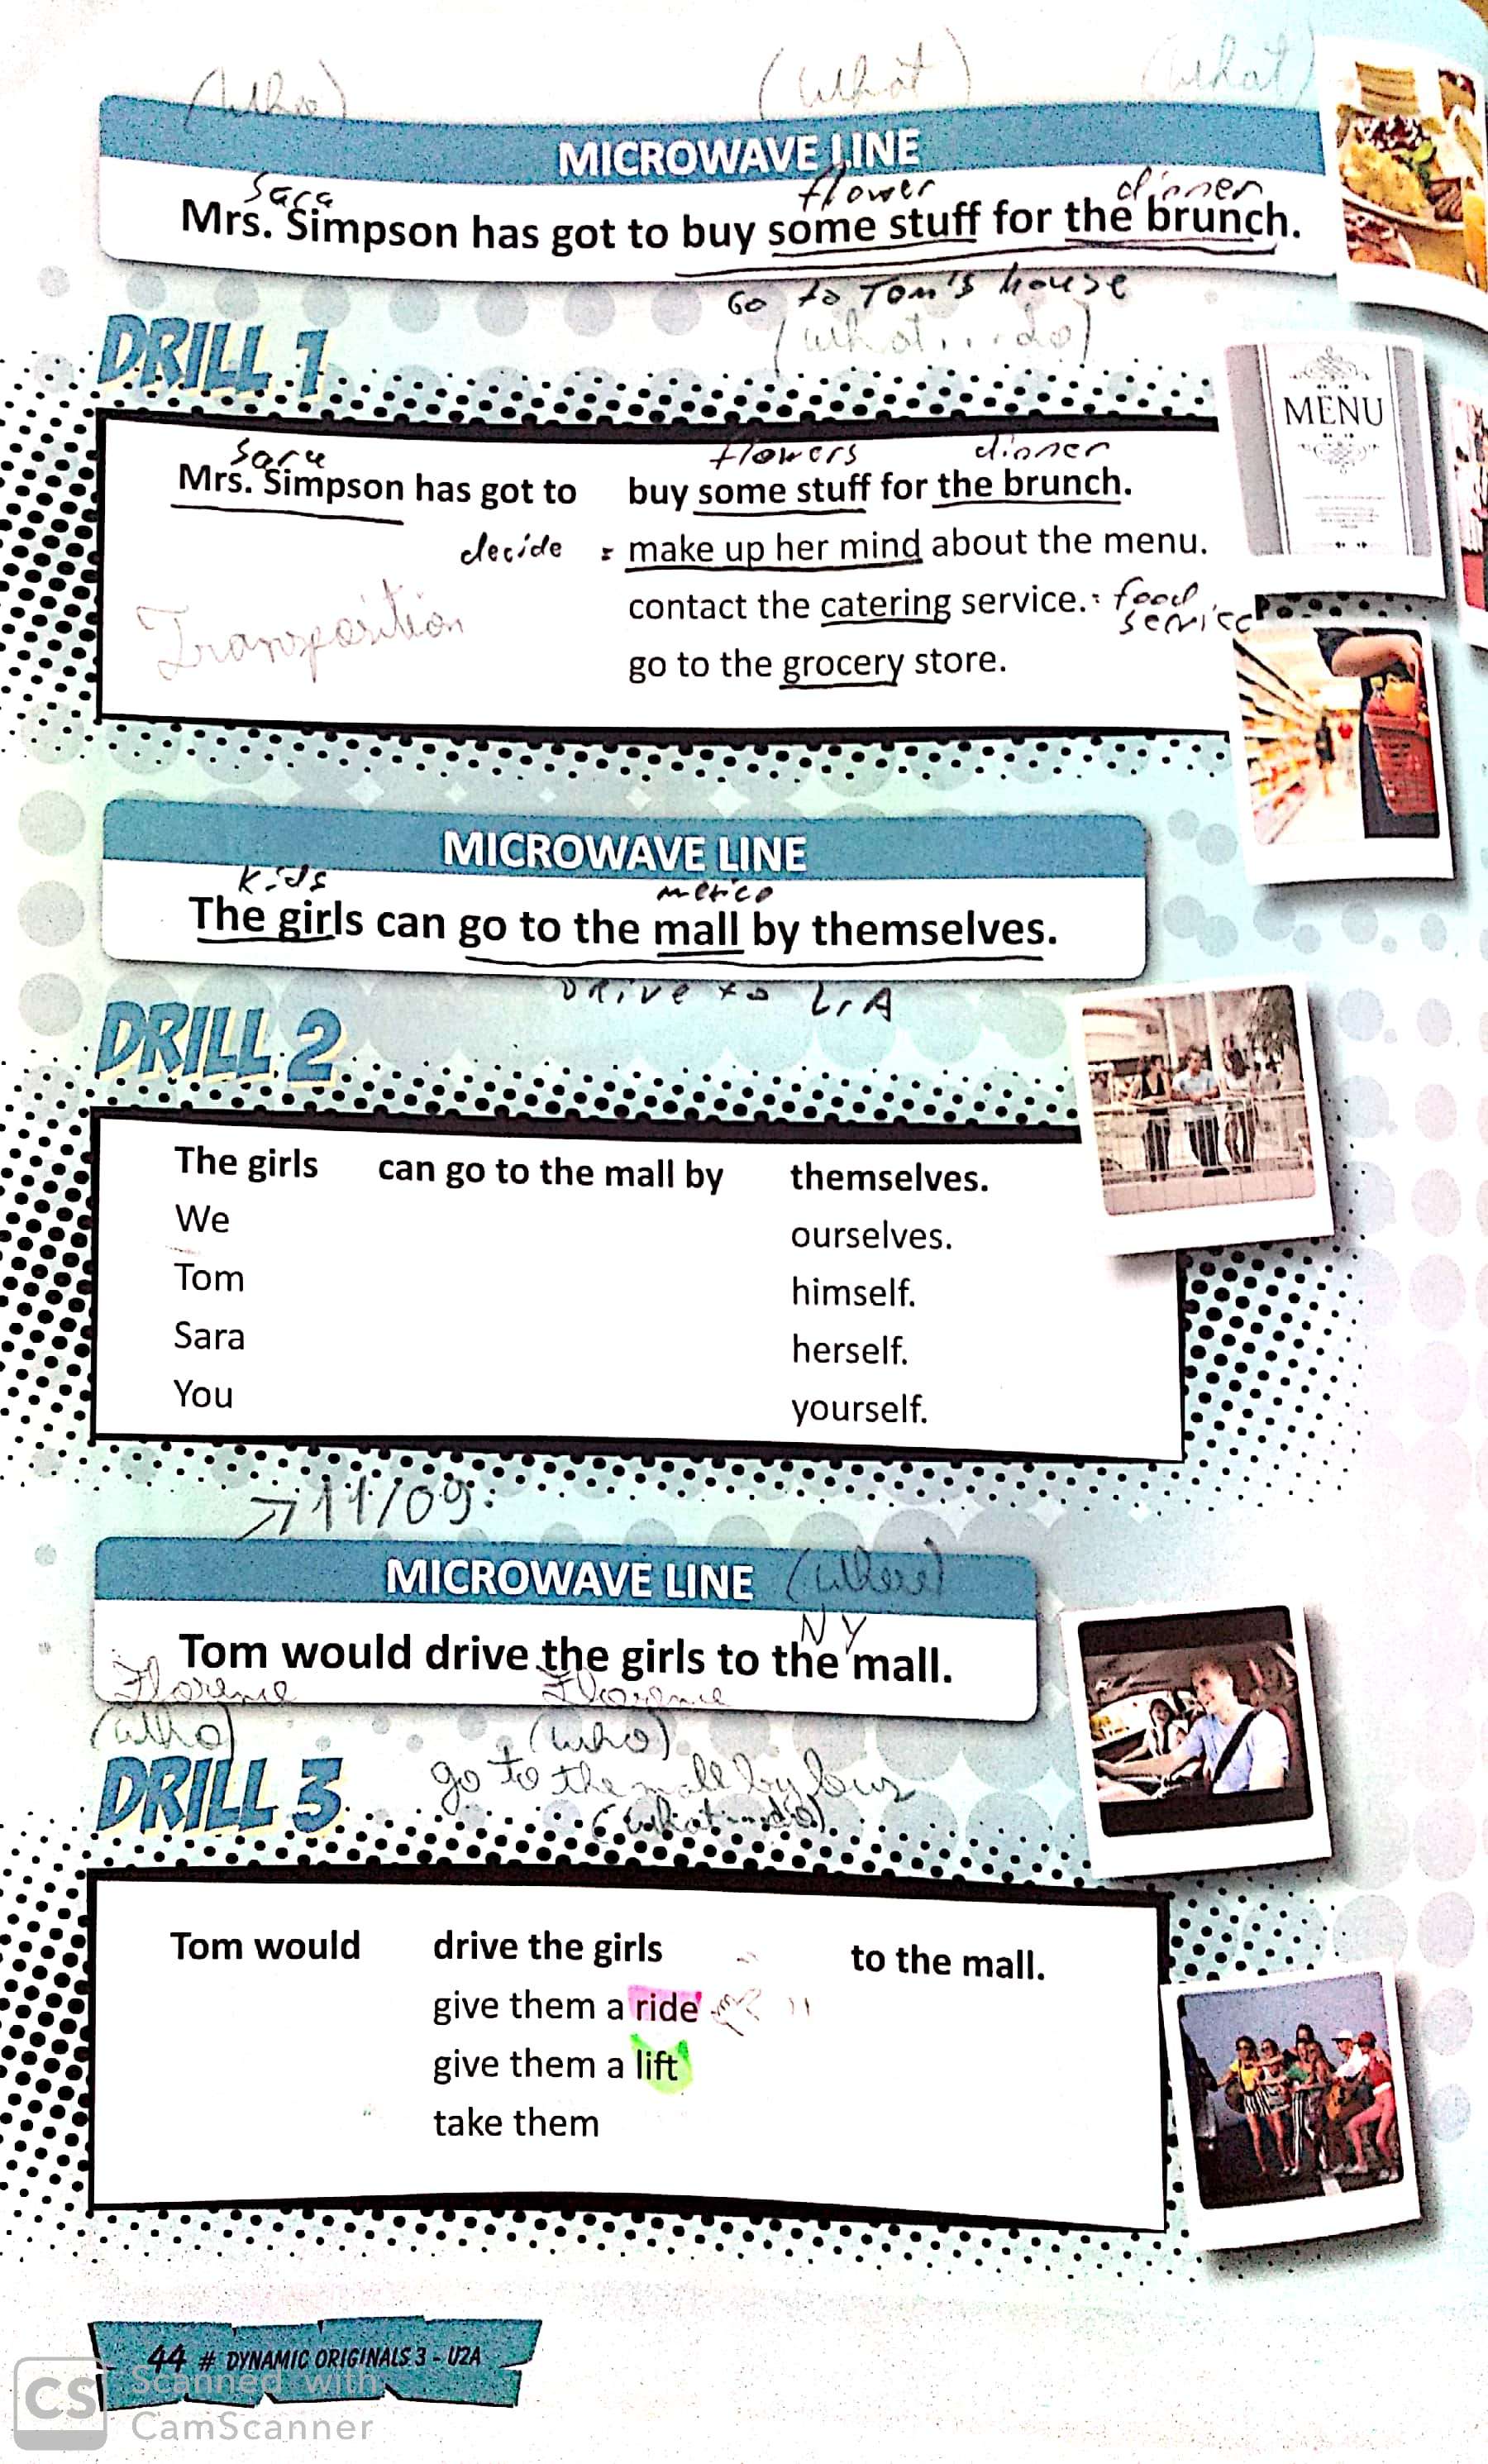 (who) (what) (what)
MICROWAVE LINE
Sara flower dinner
Mrs. Simpson has got to buy some stuff for the brunch.
Go to Tom's house
(what...do)
DRILL 1
MENU
Sara flowers dinner
Mrs. Simpson has got to buy some stuff for the brunch.
decide = make up her mind about the menu.
contact the catering service. : food service
Transposition
go to the grocery store.
MICROWAVE LINE
Kids
The girls can go to the mall by themselves.
Drive to L.A
DRILL 2
The girls can go to the mall by themselves.
We ourselves.
Tom himself.
Sara herself.
You yourself.
11/09
MICROWAVE LINE (where)
NY
Tom would drive the girls to the mall.
Florence Florence
(who) (who)
DRILL 3 go to the mall by bus
(what...do)
Tom would drive the girls to the mall.
give them a ride
give them a lift
take them
44 # DYNAMIC ORIGINALS 3 - U2A
CS Scanned with
CamScanner